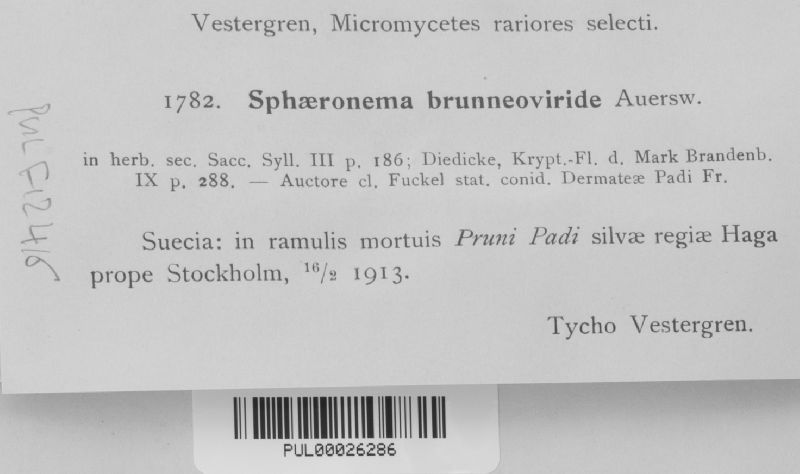 Vestergren, Micromycetes rariores selecti.
1782. Sphæronema brunneoviride Auersw.
in herb. sec. Sacc. Syll. III p. 186; Diedicke, Krypt.-Fl. d. Mark Brandenb.
IX p. 288. — Auctore cl. Fuckel stat. conid. Dermateæ Padi Fr.
Suecia: in ramulis mortuis Pruni Padi silvæ regiæ Haga
prope Stockholm, 16/2 1913.
Tycho Vestergren.
PUL F12416
PUL00026286